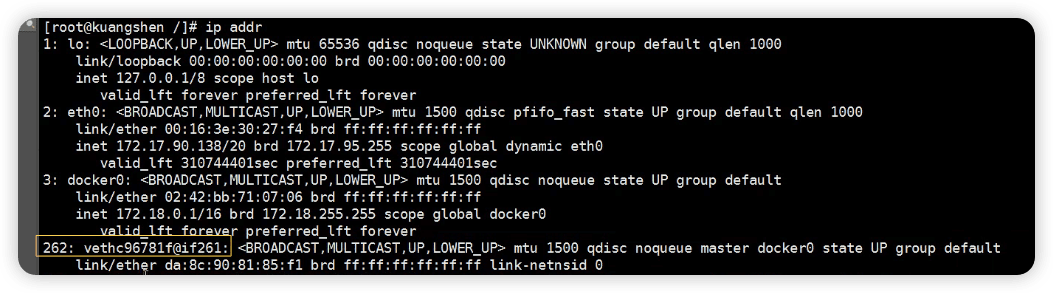 [root@kuangshen /]# ip addr
1: lo: <LOOPBACK,UP,LOWER_UP> mtu 65536 qdisc noqueue state UNKNOWN group default qlen 1000
link/loopback 00:00:00:00:00:00 brd 00:00:00:00:00:00
inet 127.0.0.1/8 scope host lo
valid_lft forever preferred_lft forever
2: eth0: <BROADCAST,MULTICAST,UP,LOWER_UP> mtu 1500 qdisc pfifo_fast state UP group default qlen 1000
link/ether 00:16:3e:30:27:f4 brd ff:ff:ff:ff:ff:ff
inet 172.17.90.138/20 brd 172.17.95.255 scope global dynamic eth0
valid_lft 310744401sec preferred_lft 310744401sec
3: docker0: <BROADCAST,MULTICAST,UP,LOWER_UP> mtu 1500 qdisc noqueue state UP group default
link/ether 02:42:bb:71:07:06 brd ff:ff:ff:ff:ff:ff
inet 172.18.0.1/16 brd 172.18.255.255 scope global docker0
valid_lft forever preferred_lft forever
262: vethc96781f@if261: <BROADCAST,MULTICAST,UP,LOWER_UP> mtu 1500 qdisc noqueue master docker0 state UP group default
link/ether da:8c:90:81:85:f1 brd ff:ff:ff:ff:ff:ff link-netnsid 0